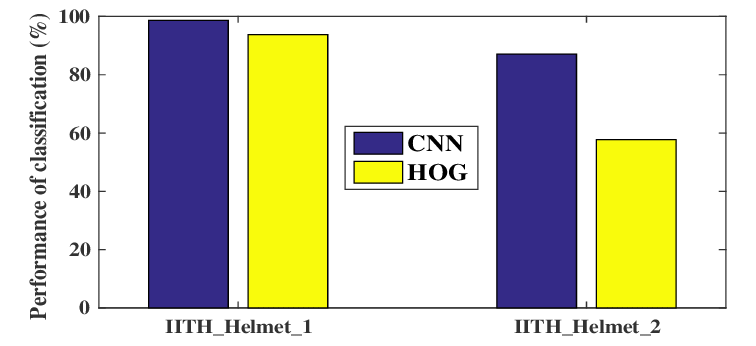 Performance of classification (%)
100
80
60
40
20
0
CNN
HOG
IITH_Helmet_1
IITH_Helmet_2